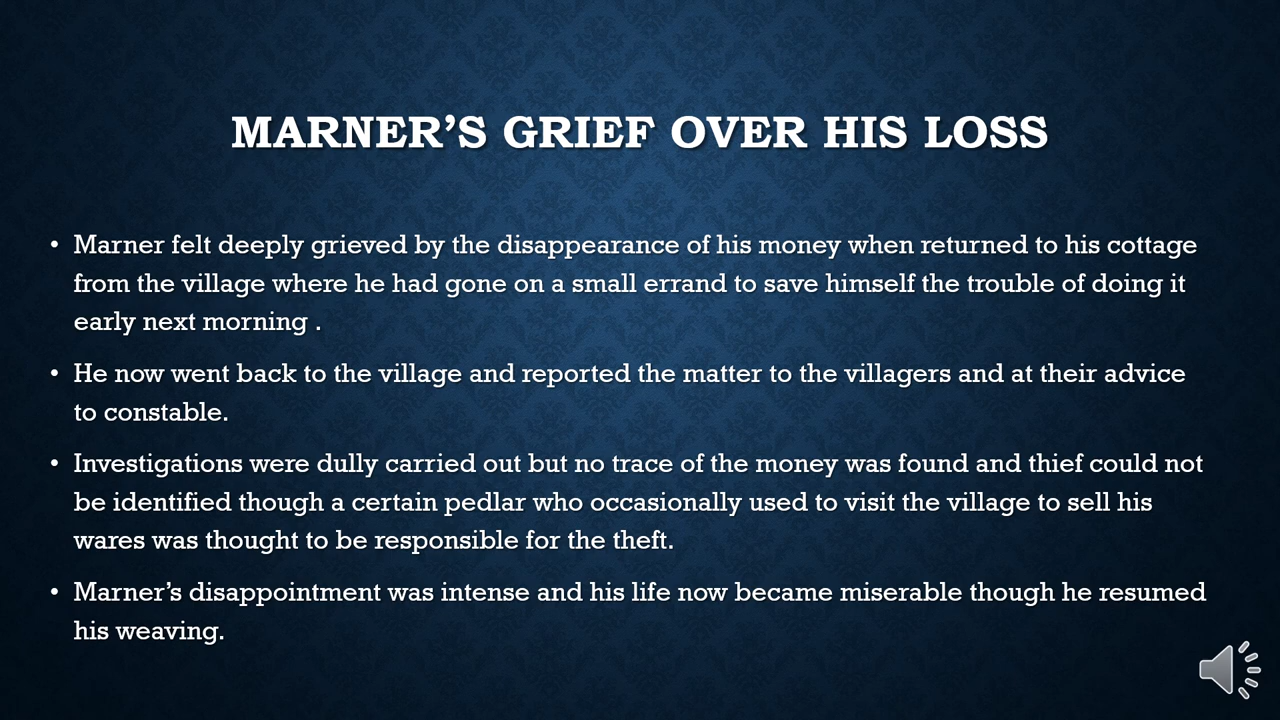 MARNER’S GRIEF OVER HIS LOSS
• Marner felt deeply grieved by the disappearance of his money when returned to his cottage
from the village where he had gone on a small errand to save himself the trouble of doing it
early next morning .
• He now went back to the village and reported the matter to the villagers and at their advice
to constable.
• Investigations were dully carried out but no trace of the money was found and thief could not
be identified though a certain pedlar who occasionally used to visit the village to sell his
wares was thought to be responsible for the theft.
• Marner’s disappointment was intense and his life now became miserable though he resumed
his weaving.